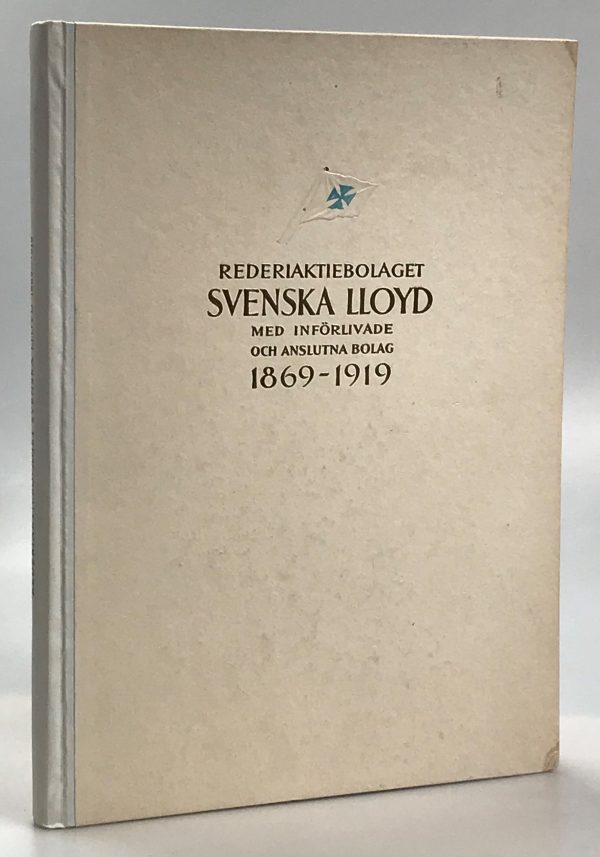 REDERIAKTIEBOLAGET
SVENSKA LLOYD
MED INFÖRLIVADE
OCH ANSLUTNA BOLAG
1869-1919